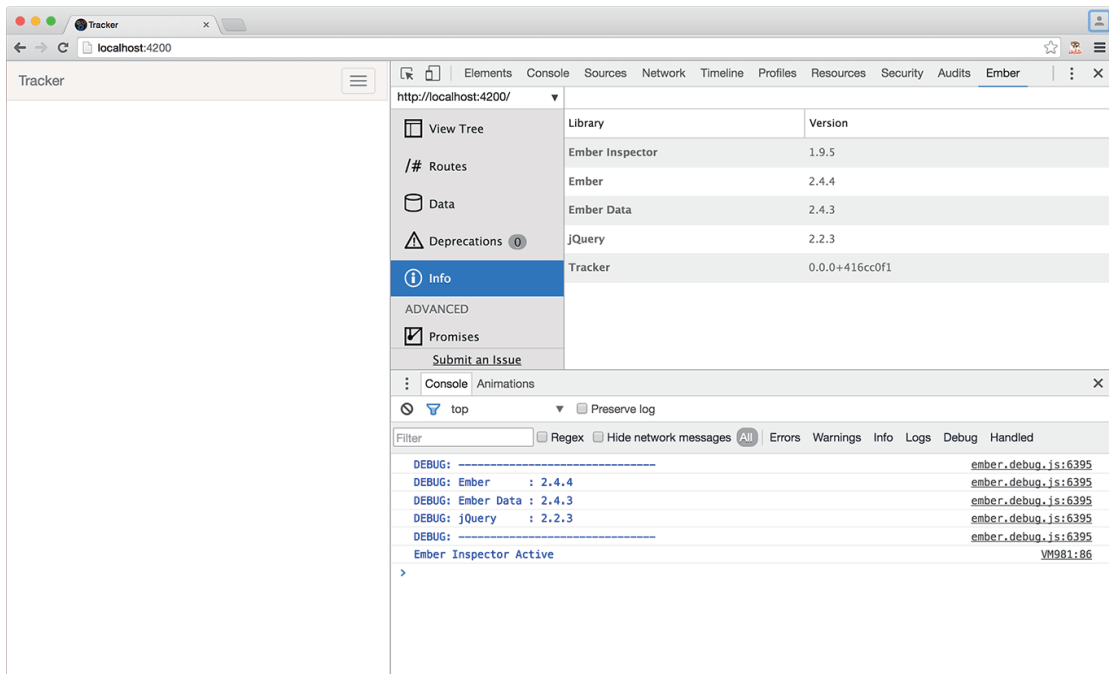 Tracker
localhost:4200
Tracker
Elements Console Sources Network Timeline Profiles Resources Security Audits Ember
http://localhost:4200/
View Tree
/# Routes
Data
Deprecations 0
Info
ADVANCED
Promises
Submit an Issue
Library Version
Ember Inspector 1.9.5
Ember 2.4.4
Ember Data 2.4.3
jQuery 2.2.3
Tracker 0.0.0+416cc0f1
Console Animations
top Preserve log
Filter Regex Hide network messages All Errors Warnings Info Logs Debug Handled
DEBUG: ------------------------------- ember.debug.js:6395
DEBUG: Ember : 2.4.4 ember.debug.js:6395
DEBUG: Ember Data : 2.4.3 ember.debug.js:6395
DEBUG: jQuery : 2.2.3 ember.debug.js:6395
DEBUG: ------------------------------- ember.debug.js:6395
Ember Inspector Active VM981:86
>